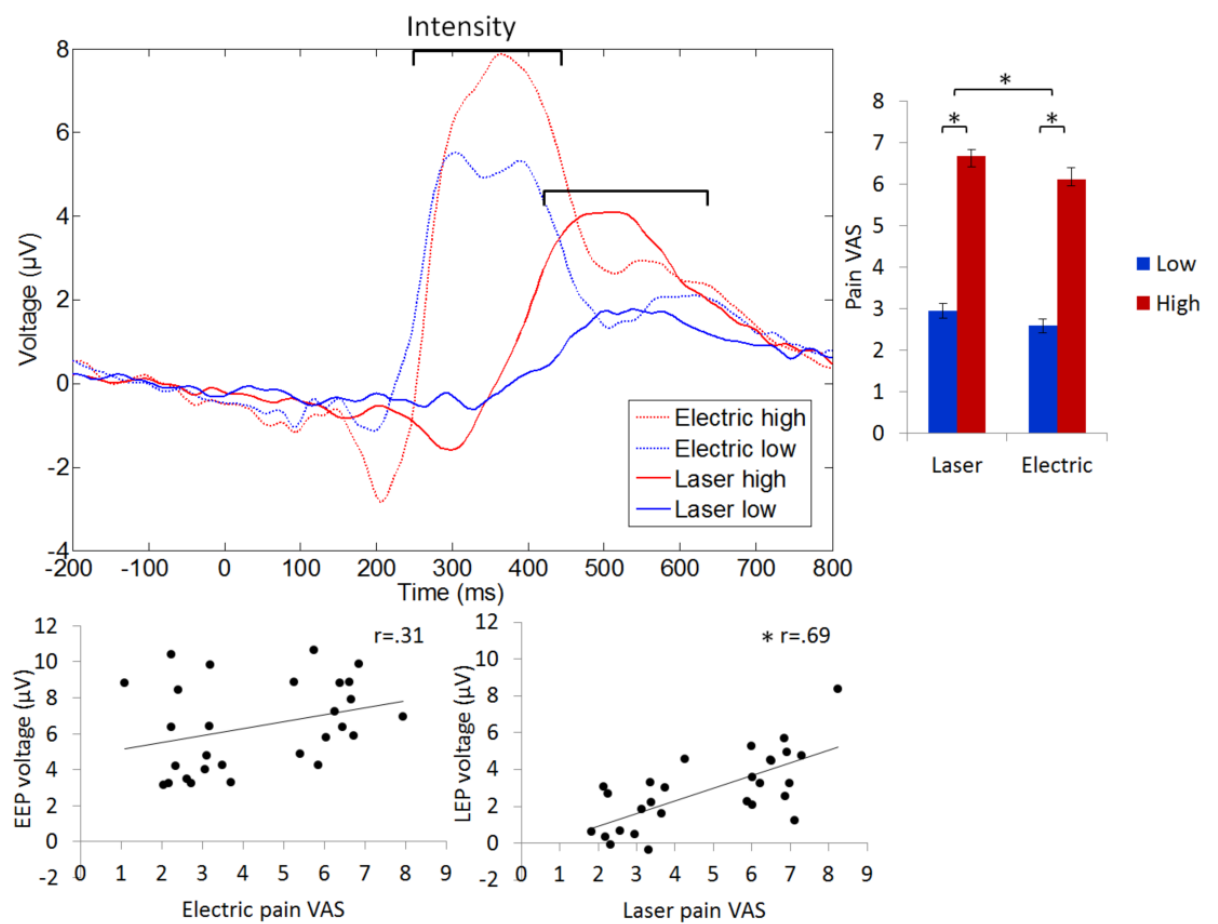 Intensity
8
6
4
2
0
-2
-4
Voltage (µV)
-200 -100 0 100 200 300 400 500 600 700 800
Time (ms)
Electric high
Electric low
Laser high
Laser low
*
* *
8
7
6
5
4
3
2
1
0
Pain VAS
Laser Electric
Low
High
r=.31
12
10
8
6
4
2
0
-2
EEP voltage (µV)
0 1 2 3 4 5 6 7 8 9
Electric pain VAS
* r=.69
12
10
8
6
4
2
0
-2
LEP voltage (µV)
0 1 2 3 4 5 6 7 8 9
Laser pain VAS